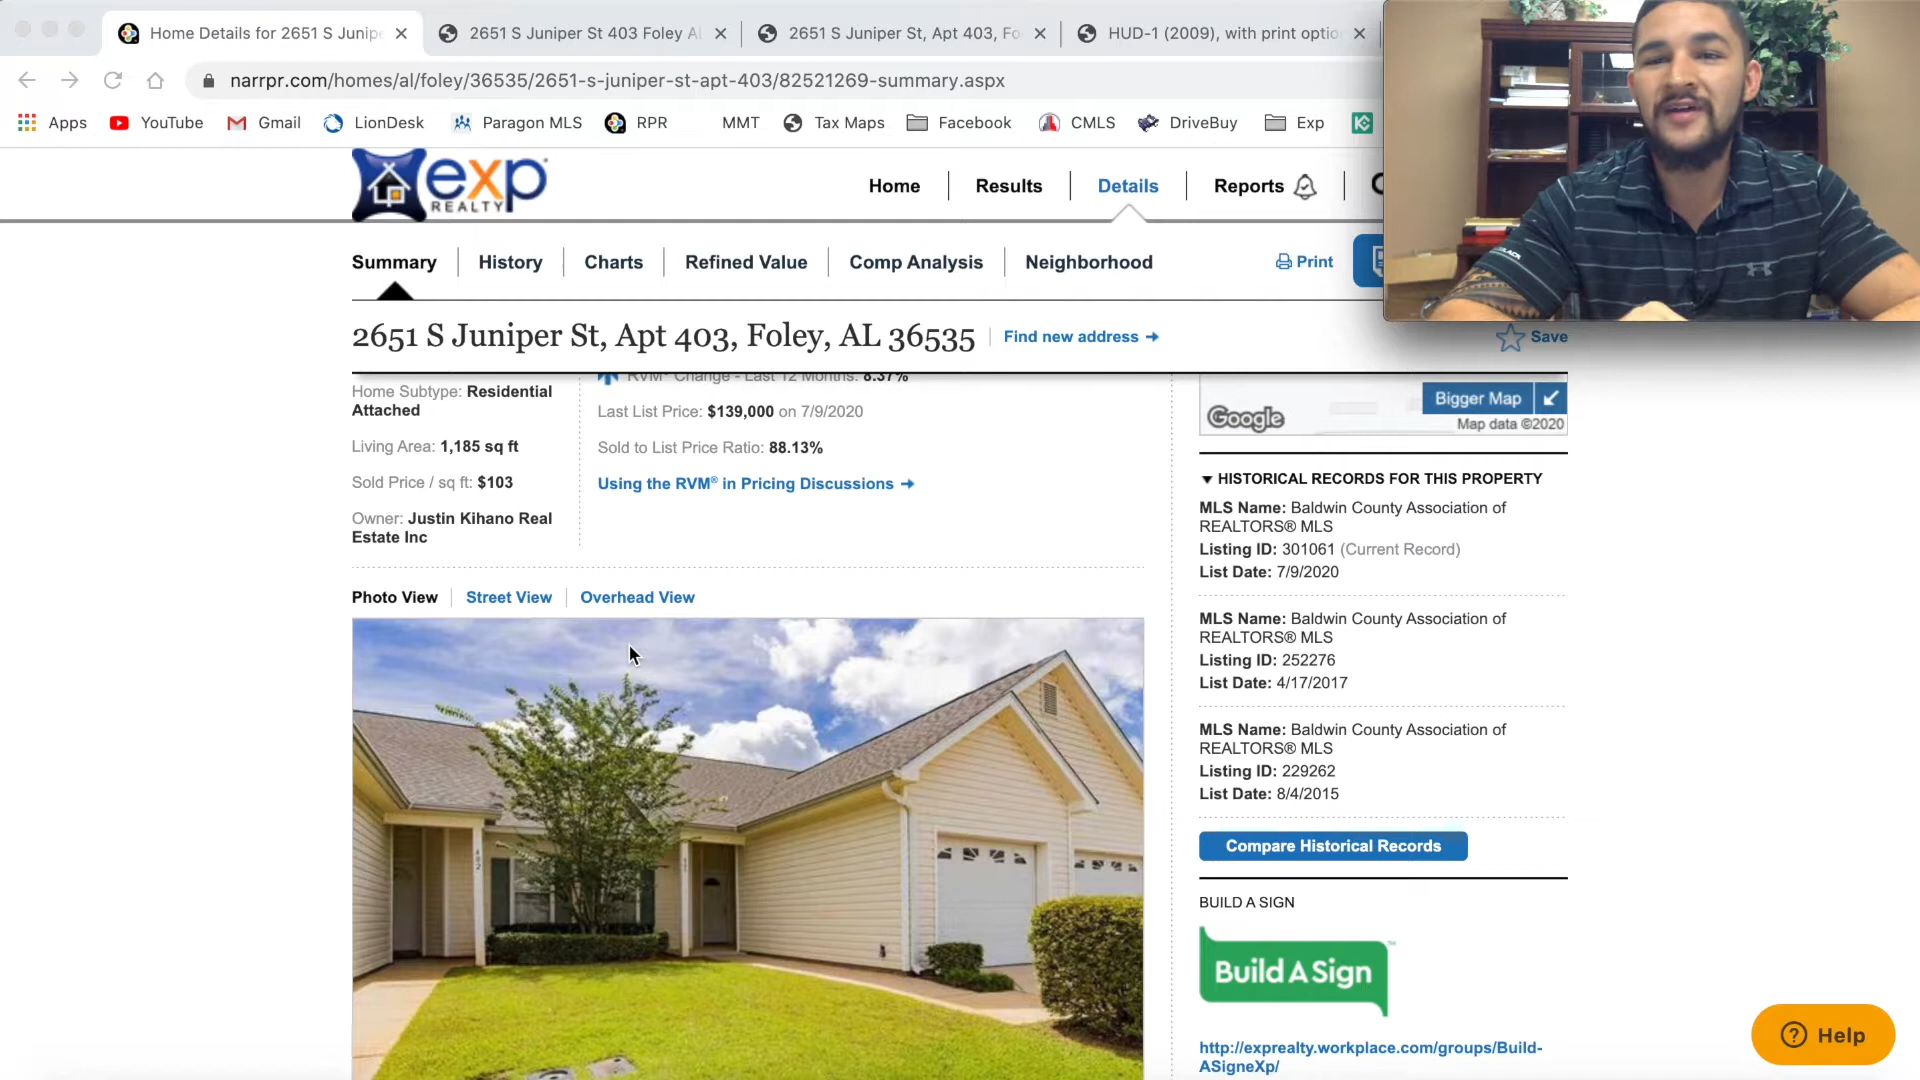 Home Details for 2651 S Junipe
2651 S Juniper St 403 Foley AL
2651 S Juniper St, Apt 403, Fo
HUD-1 (2009), with print optio
narrpr.com/homes/al/foley/36535/2651-s-juniper-st-apt-403/82521269-summary.aspx
Apps
YouTube
Gmail
LionDesk
Paragon MLS
RPR
MMT
Tax Maps
Facebook
CMLS
DriveBuy
Exp
exp
REALTY
Home
Results
Details
Reports
Summary
History
Charts
Refined Value
Comp Analysis
Neighborhood
Print
2651 S Juniper St, Apt 403, Foley, AL 36535
Find new address
Save
Home Subtype: Residential
Attached
Living Area: 1,185 sq ft
Sold Price / sq ft: $103
Owner: Justin Kihano Real
Estate Inc
RVM® Change - Last 12 Months: 8.37%
Last List Price: $139,000 on 7/9/2020
Sold to List Price Ratio: 88.13%
Using the RVM® in Pricing Discussions
Photo View
Street View
Overhead View
Google
Bigger Map
Map data ©2020
HISTORICAL RECORDS FOR THIS PROPERTY
MLS Name: Baldwin County Association of
REALTORS® MLS
Listing ID: 301061 (Current Record)
List Date: 7/9/2020
MLS Name: Baldwin County Association of
REALTORS® MLS
Listing ID: 252276
List Date: 4/17/2017
MLS Name: Baldwin County Association of
REALTORS® MLS
Listing ID: 229262
List Date: 8/4/2015
Compare Historical Records
BUILD A SIGN
Build A Sign
http://exprealty.workplace.com/groups/Build-
ASigneXp/
Help